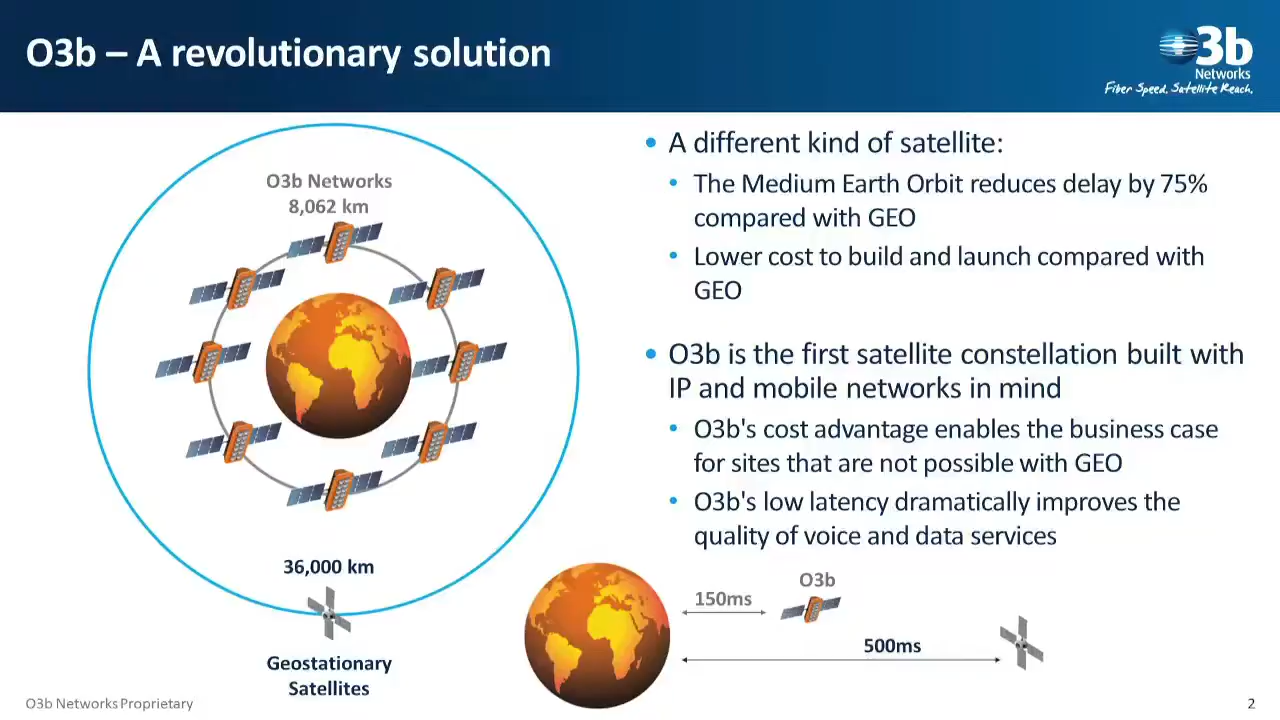 O3b – A revolutionary solution
O3b
Networks
Fiber Speed. Satellite Reach.
O3b Networks
8,062 km
36,000 km
Geostationary
Satellites
• A different kind of satellite:
• The Medium Earth Orbit reduces delay by 75%
compared with GEO
• Lower cost to build and launch compared with
GEO
• O3b is the first satellite constellation built with
IP and mobile networks in mind
• O3b's cost advantage enables the business case
for sites that are not possible with GEO
• O3b's low latency dramatically improves the
quality of voice and data services
O3b
150ms
500ms
O3b Networks Proprietary
2